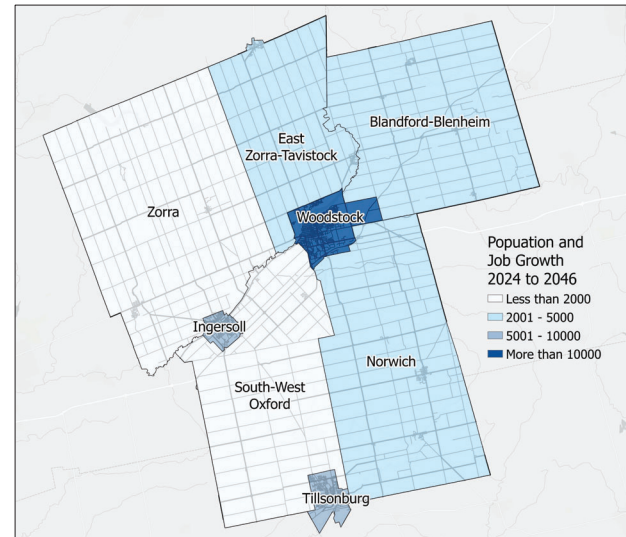 East
Zorra-Tavistock
Blandford-Blenheim
Zorra
Woodstock
Popuation and
Job Growth
2024 to 2046
Less than 2000
2001 - 5000
5001 - 10000
More than 10000
Ingersoll
Norwich
South-West
Oxford
Tillsonburg